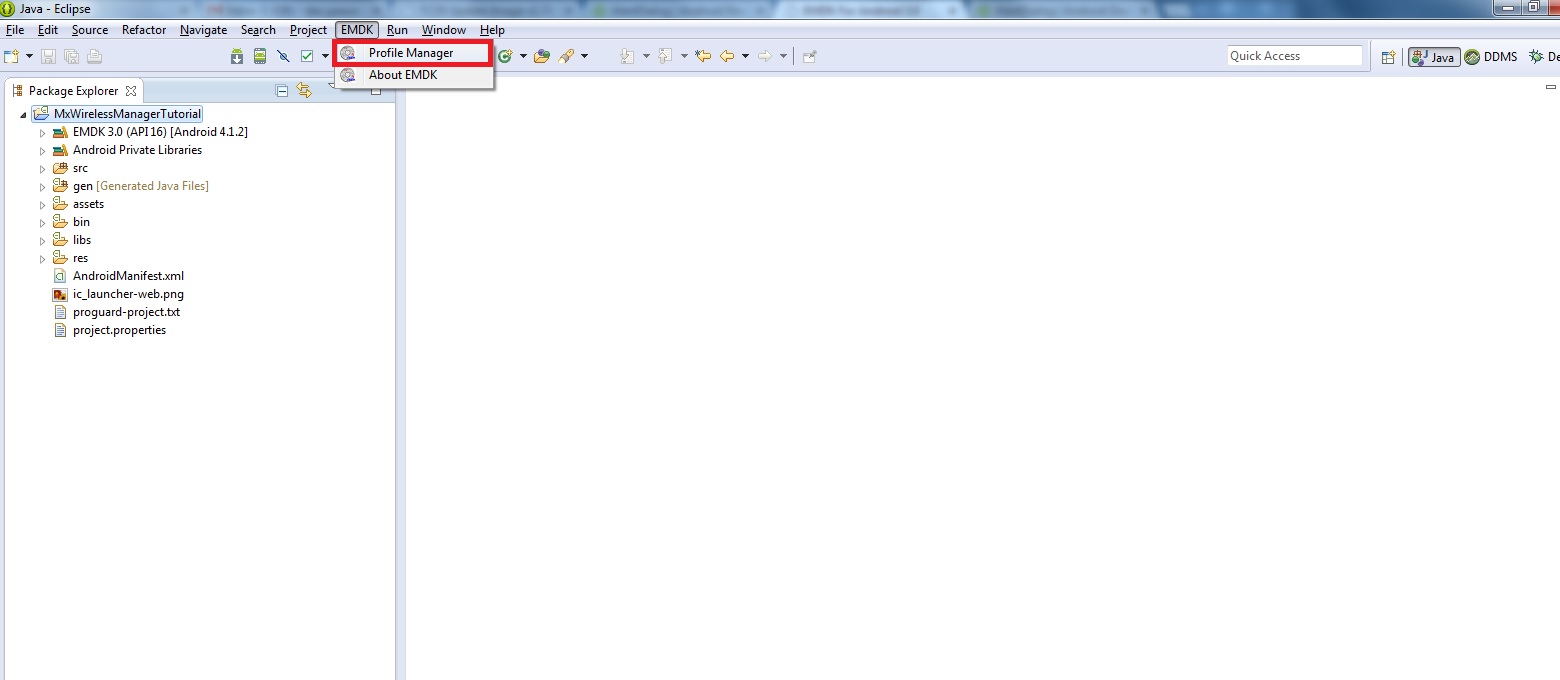 Java - Eclipse
File Edit Source Refactor Navigate Search Project EMDK Run Window Help
Profile Manager
About EMDK
Quick Access
Java DDMS De
Package Explorer
MxWirelessManagerTutorial
EMDK 3.0 (API 16) [Android 4.1.2]
Android Private Libraries
src
gen [Generated Java Files]
assets
bin
libs
res
AndroidManifest.xml
ic_launcher-web.png
proguard-project.txt
project.properties